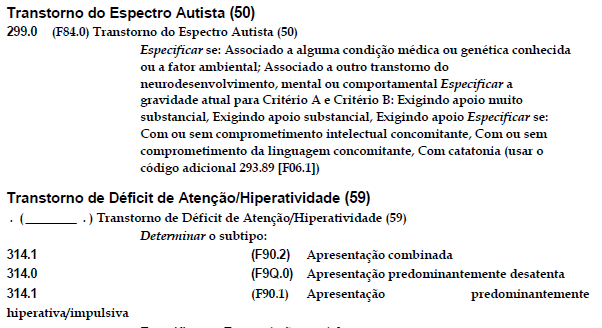 Transtorno do Espectro Autista (50)
299.0 (F84.0) Transtorno do Espectro Autista (50)
Especificar se: Associado a alguma condição médica ou genética conhecida
ou a fator ambiental; Associado a outro transtorno do
neurodesenvolvimento, mental ou comportamental Especificar a
gravidade atual para Critério A e Critério B: Exigindo apoio muito
substancial, Exigindo apoio substancial, Exigindo apoio Especificar se:
Com ou sem comprometimento intelectual concomitante, Com ou sem
comprometimento da linguagem concomitante, Com catatonia (usar o
código adicional 293.89 [F06.1])
Transtorno de Déficit de Atenção/Hiperatividade (59)
. (________ . ) Transtorno de Déficit de Atenção/Hiperatividade (59)
Determinar o subtipo:
314.1 (F90.2) Apresentação combinada
314.0 (F9Q.0) Apresentação predominantemente desatenta
314.1 (F90.1) Apresentação predominantemente
hiperativa/impulsiva